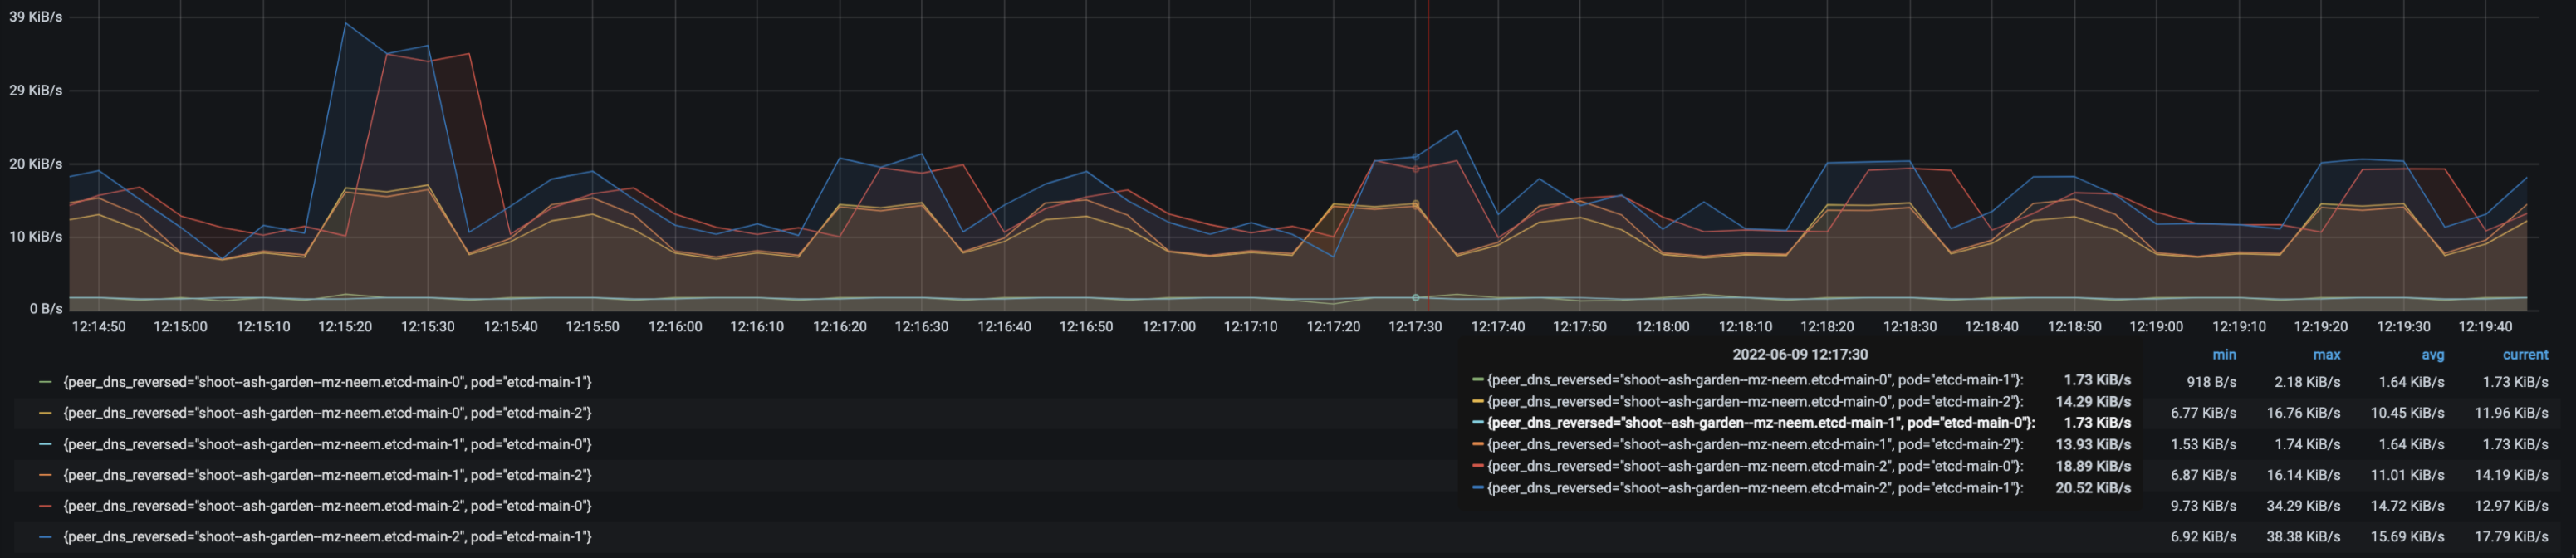 39 KiB/s
29 KiB/s
20 KiB/s
10 KiB/s
0 B/s
12:14:50 12:15:00 12:15:10 12:15:20 12:15:30 12:15:40 12:15:50 12:16:00 12:16:10 12:16:20 12:16:30 12:16:40 12:16:50 12:17:00 12:17:10 12:17:20 12:17:30 12:17:40 12:17:50 12:18:00 12:18:10 12:18:20 12:18:30 12:18:40 12:18:50 12:19:00 12:19:10 12:19:20 12:19:30 12:19:40
min max avg current
{peer_dns_reversed="shoot--ash-garden--mz-neem.etcd-main-0", pod="etcd-main-1"} 918 B/s 2.18 KiB/s 1.64 KiB/s 1.73 KiB/s
{peer_dns_reversed="shoot--ash-garden--mz-neem.etcd-main-0", pod="etcd-main-2"} 6.77 KiB/s 16.76 KiB/s 10.45 KiB/s 11.96 KiB/s
{peer_dns_reversed="shoot--ash-garden--mz-neem.etcd-main-1", pod="etcd-main-0"} 1.53 KiB/s 1.74 KiB/s 1.64 KiB/s 1.73 KiB/s
{peer_dns_reversed="shoot--ash-garden--mz-neem.etcd-main-1", pod="etcd-main-2"} 6.87 KiB/s 16.14 KiB/s 11.01 KiB/s 14.19 KiB/s
{peer_dns_reversed="shoot--ash-garden--mz-neem.etcd-main-2", pod="etcd-main-0"} 9.73 KiB/s 34.29 KiB/s 14.72 KiB/s 12.97 KiB/s
{peer_dns_reversed="shoot--ash-garden--mz-neem.etcd-main-2", pod="etcd-main-1"} 6.92 KiB/s 38.38 KiB/s 15.69 KiB/s 17.79 KiB/s
2022-06-09 12:17:30
{peer_dns_reversed="shoot--ash-garden--mz-neem.etcd-main-0", pod="etcd-main-1"}: 1.73 KiB/s
{peer_dns_reversed="shoot--ash-garden--mz-neem.etcd-main-0", pod="etcd-main-2"}: 14.29 KiB/s
{peer_dns_reversed="shoot--ash-garden--mz-neem.etcd-main-1", pod="etcd-main-0"}: 1.73 KiB/s
{peer_dns_reversed="shoot--ash-garden--mz-neem.etcd-main-1", pod="etcd-main-2"}: 13.93 KiB/s
{peer_dns_reversed="shoot--ash-garden--mz-neem.etcd-main-2", pod="etcd-main-0"}: 18.89 KiB/s
{peer_dns_reversed="shoot--ash-garden--mz-neem.etcd-main-2", pod="etcd-main-1"}: 20.52 KiB/s